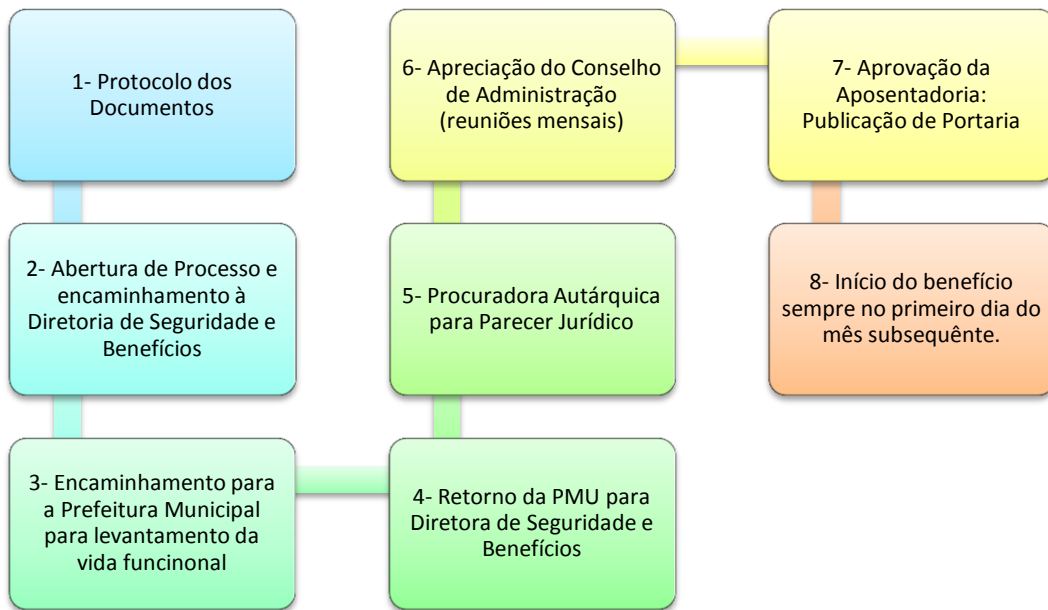 1- Protocolo dos
Documentos
2- Abertura de Processo e
encaminhamento à
Diretoria de Seguridade e
Benefícios
3- Encaminhamento para
a Prefeitura Municipal
para levantamento da
vida funcinonal
4- Retorno da PMU para
Diretora de Seguridade e
Benefícios
5- Procuradora Autárquica
para Parecer Jurídico
6- Apreciação do Conselho
de Administração
(reuniões mensais)
7- Aprovação da
Aposentadoria:
Publicação de Portaria
8- Início do benefício
sempre no primeiro dia do
mês subsequênte.